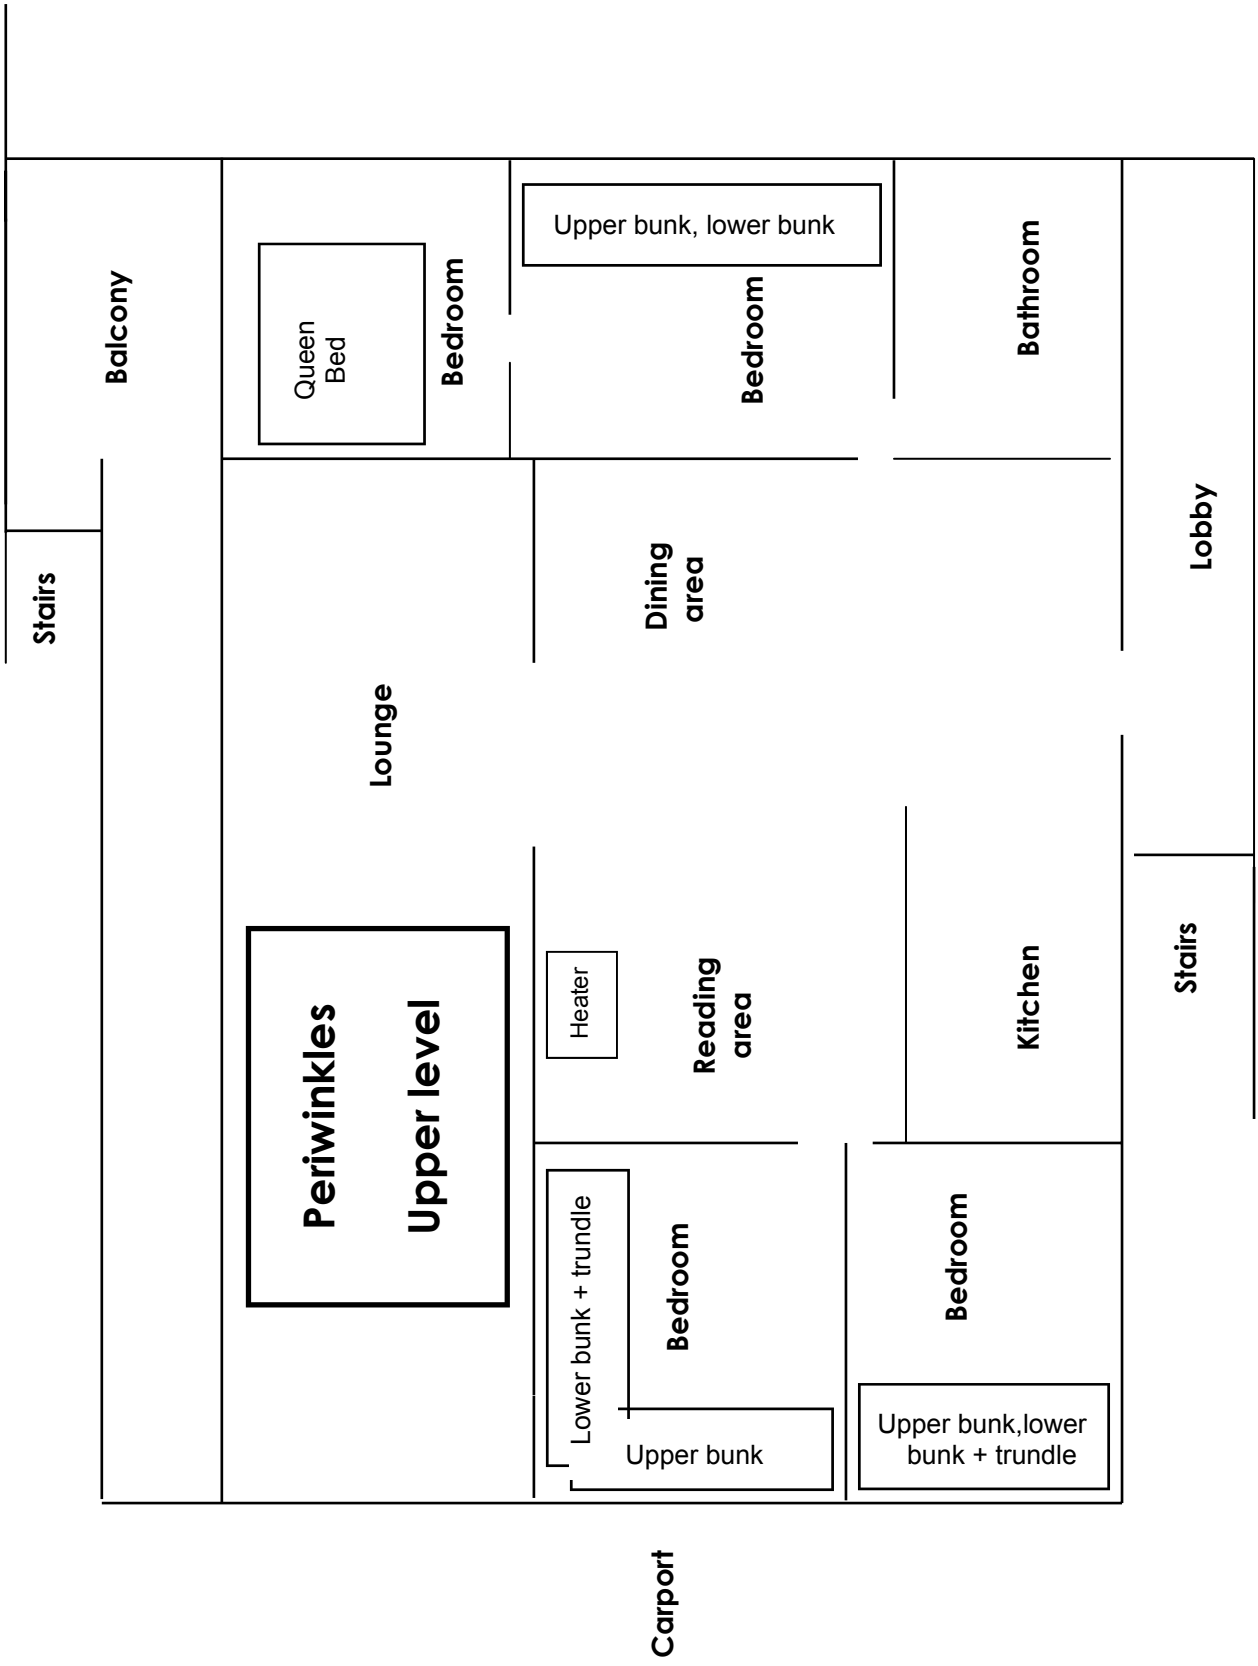 Balcony
Queen
Bed
Bedroom
Upper bunk, lower bunk
Bedroom
Bathroom
Stairs
Lounge
Dining
area
Lobby
Periwinkles
Upper level
Heater
Reading
area
Kitchen
Stairs
Lower bunk + trundle
Bedroom
Upper bunk
Bedroom
Upper bunk,lower
bunk + trundle
Carport